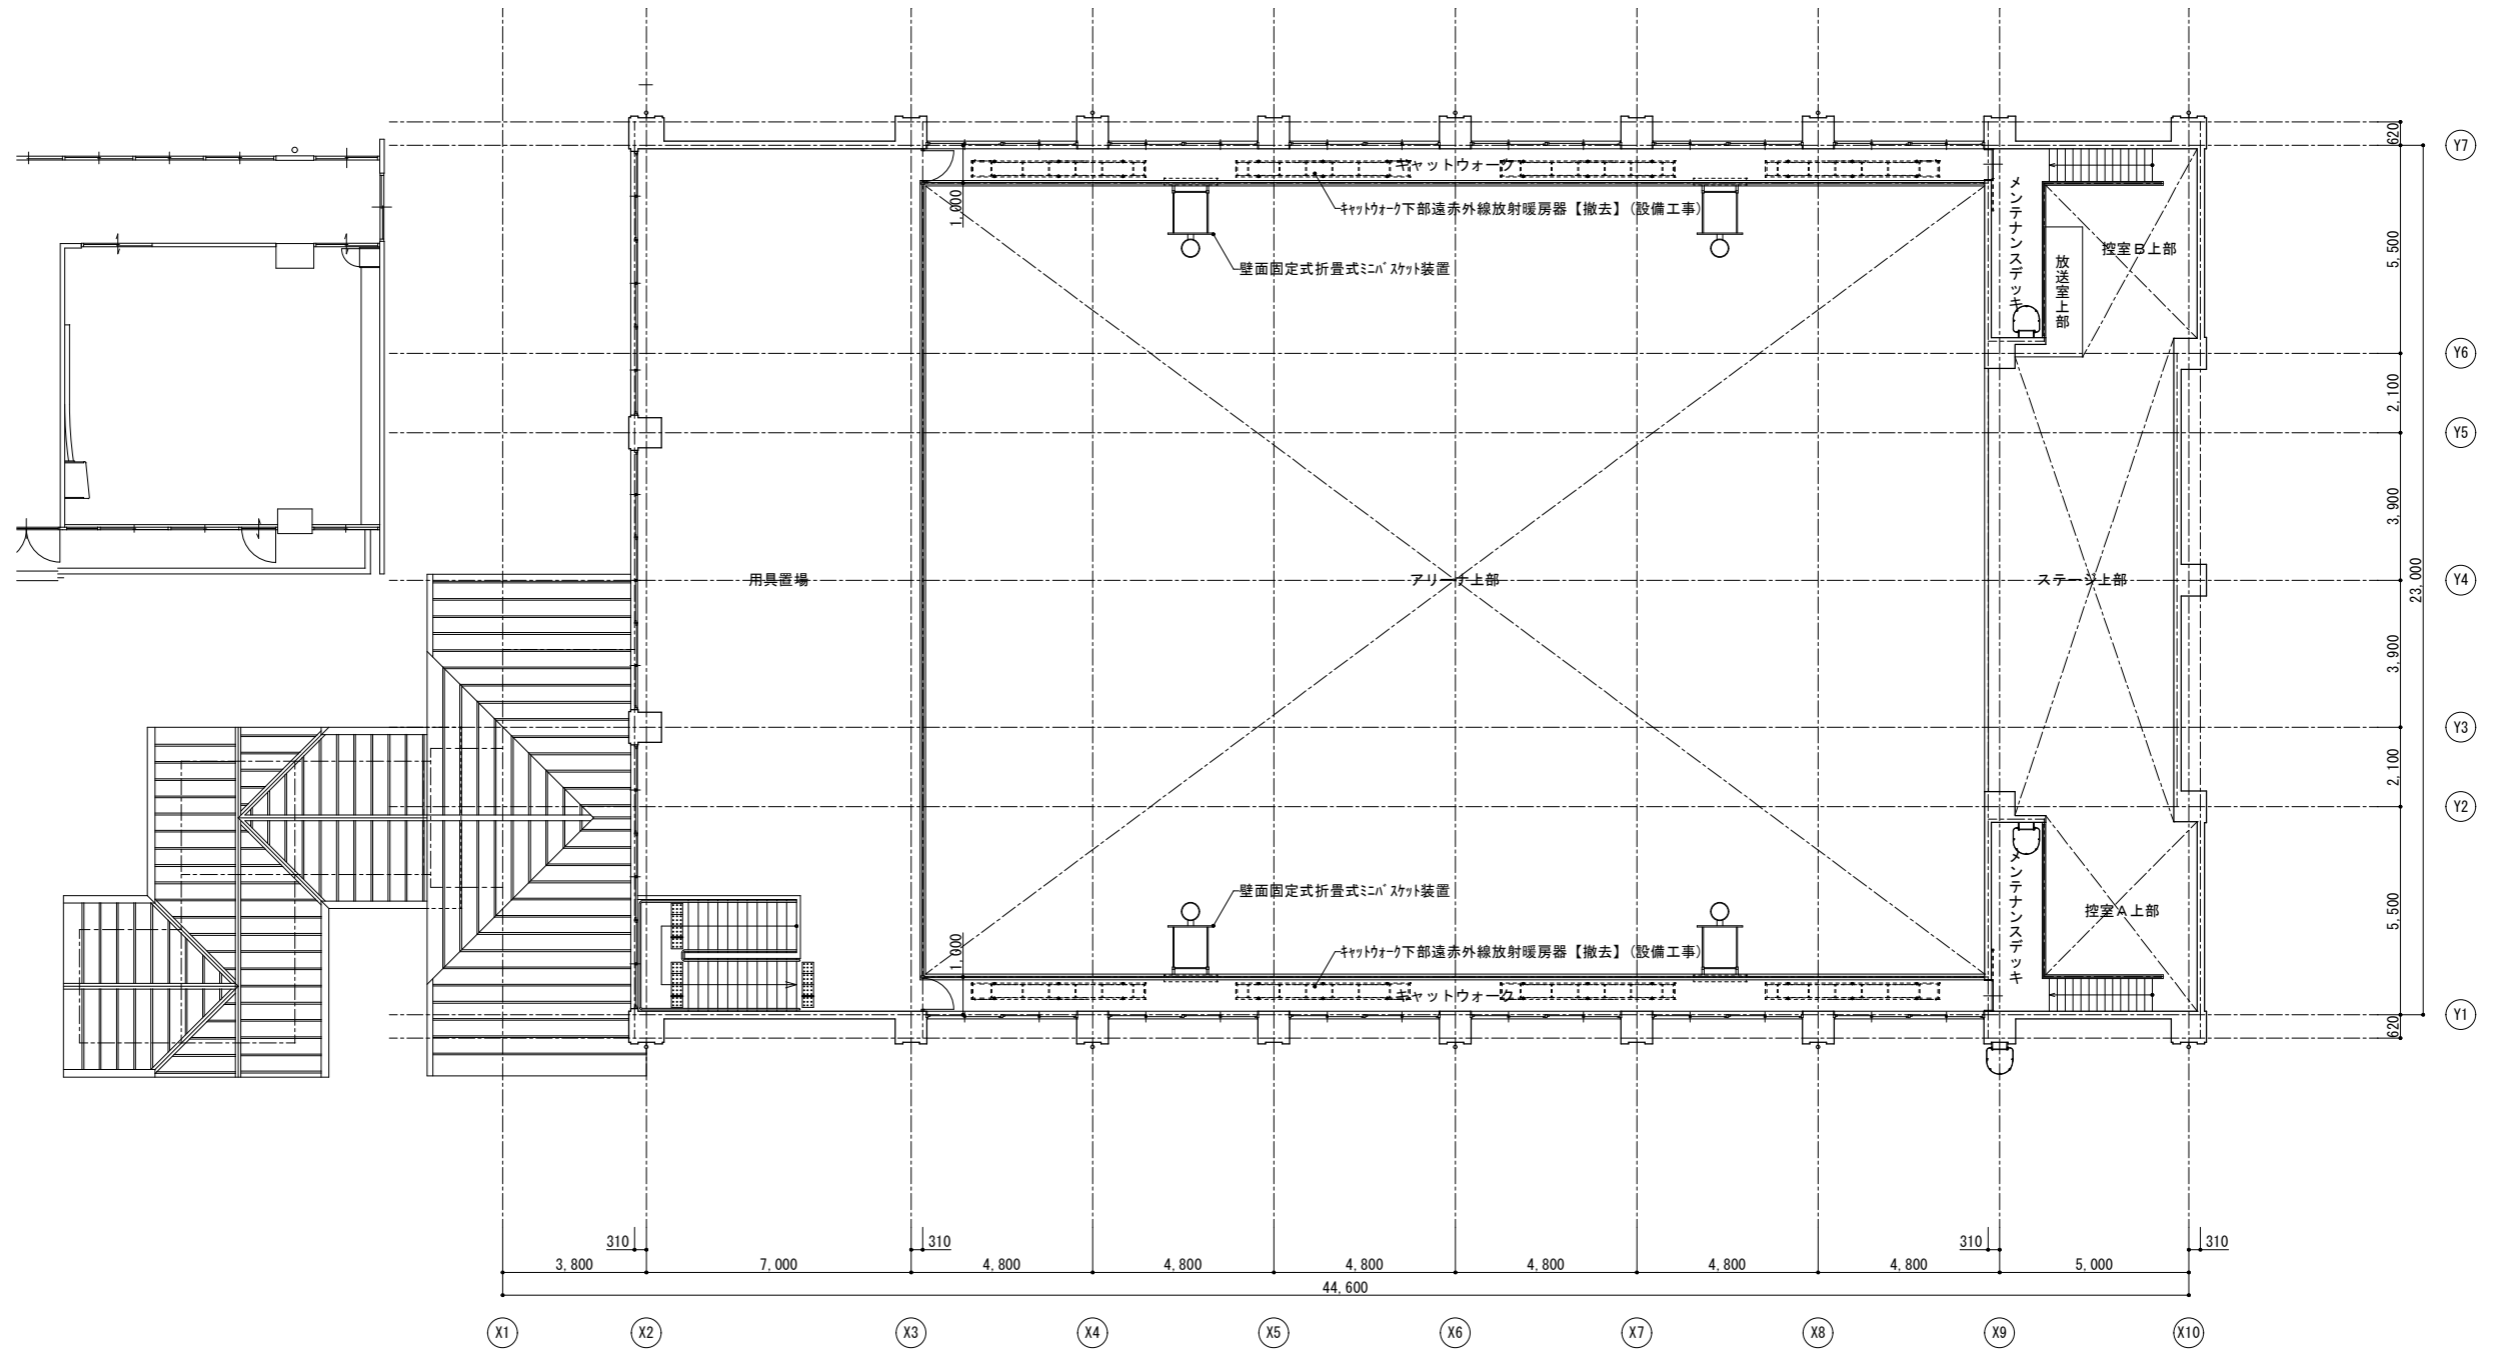 620
Y7
キャットウォーク
1,000
キャットウォーク下部遠赤外線放射暖房器【撤去】(設備工事)
メンテナンスデッキ
控室B上部
5,500
壁面固定式折畳式ミニバスケット装置
放送室上部
Y6
2,100
Y5
3,900
23,000
用具置場
アリーナ上部
ステージ上部
Y4
3,900
Y3
2,100
Y2
壁面固定式折畳式ミニバスケット装置
メンテナンスデッキ
控室A上部
5,500
1,000
キャットウォーク下部遠赤外線放射暖房器【撤去】(設備工事)
キャットウォーク
Y1
620
310
310
310
310
3,800
7,000
4,800
4,800
4,800
4,800
4,800
4,800
5,000
44,600
X1
X2
X3
X4
X5
X6
X7
X8
X9
X10